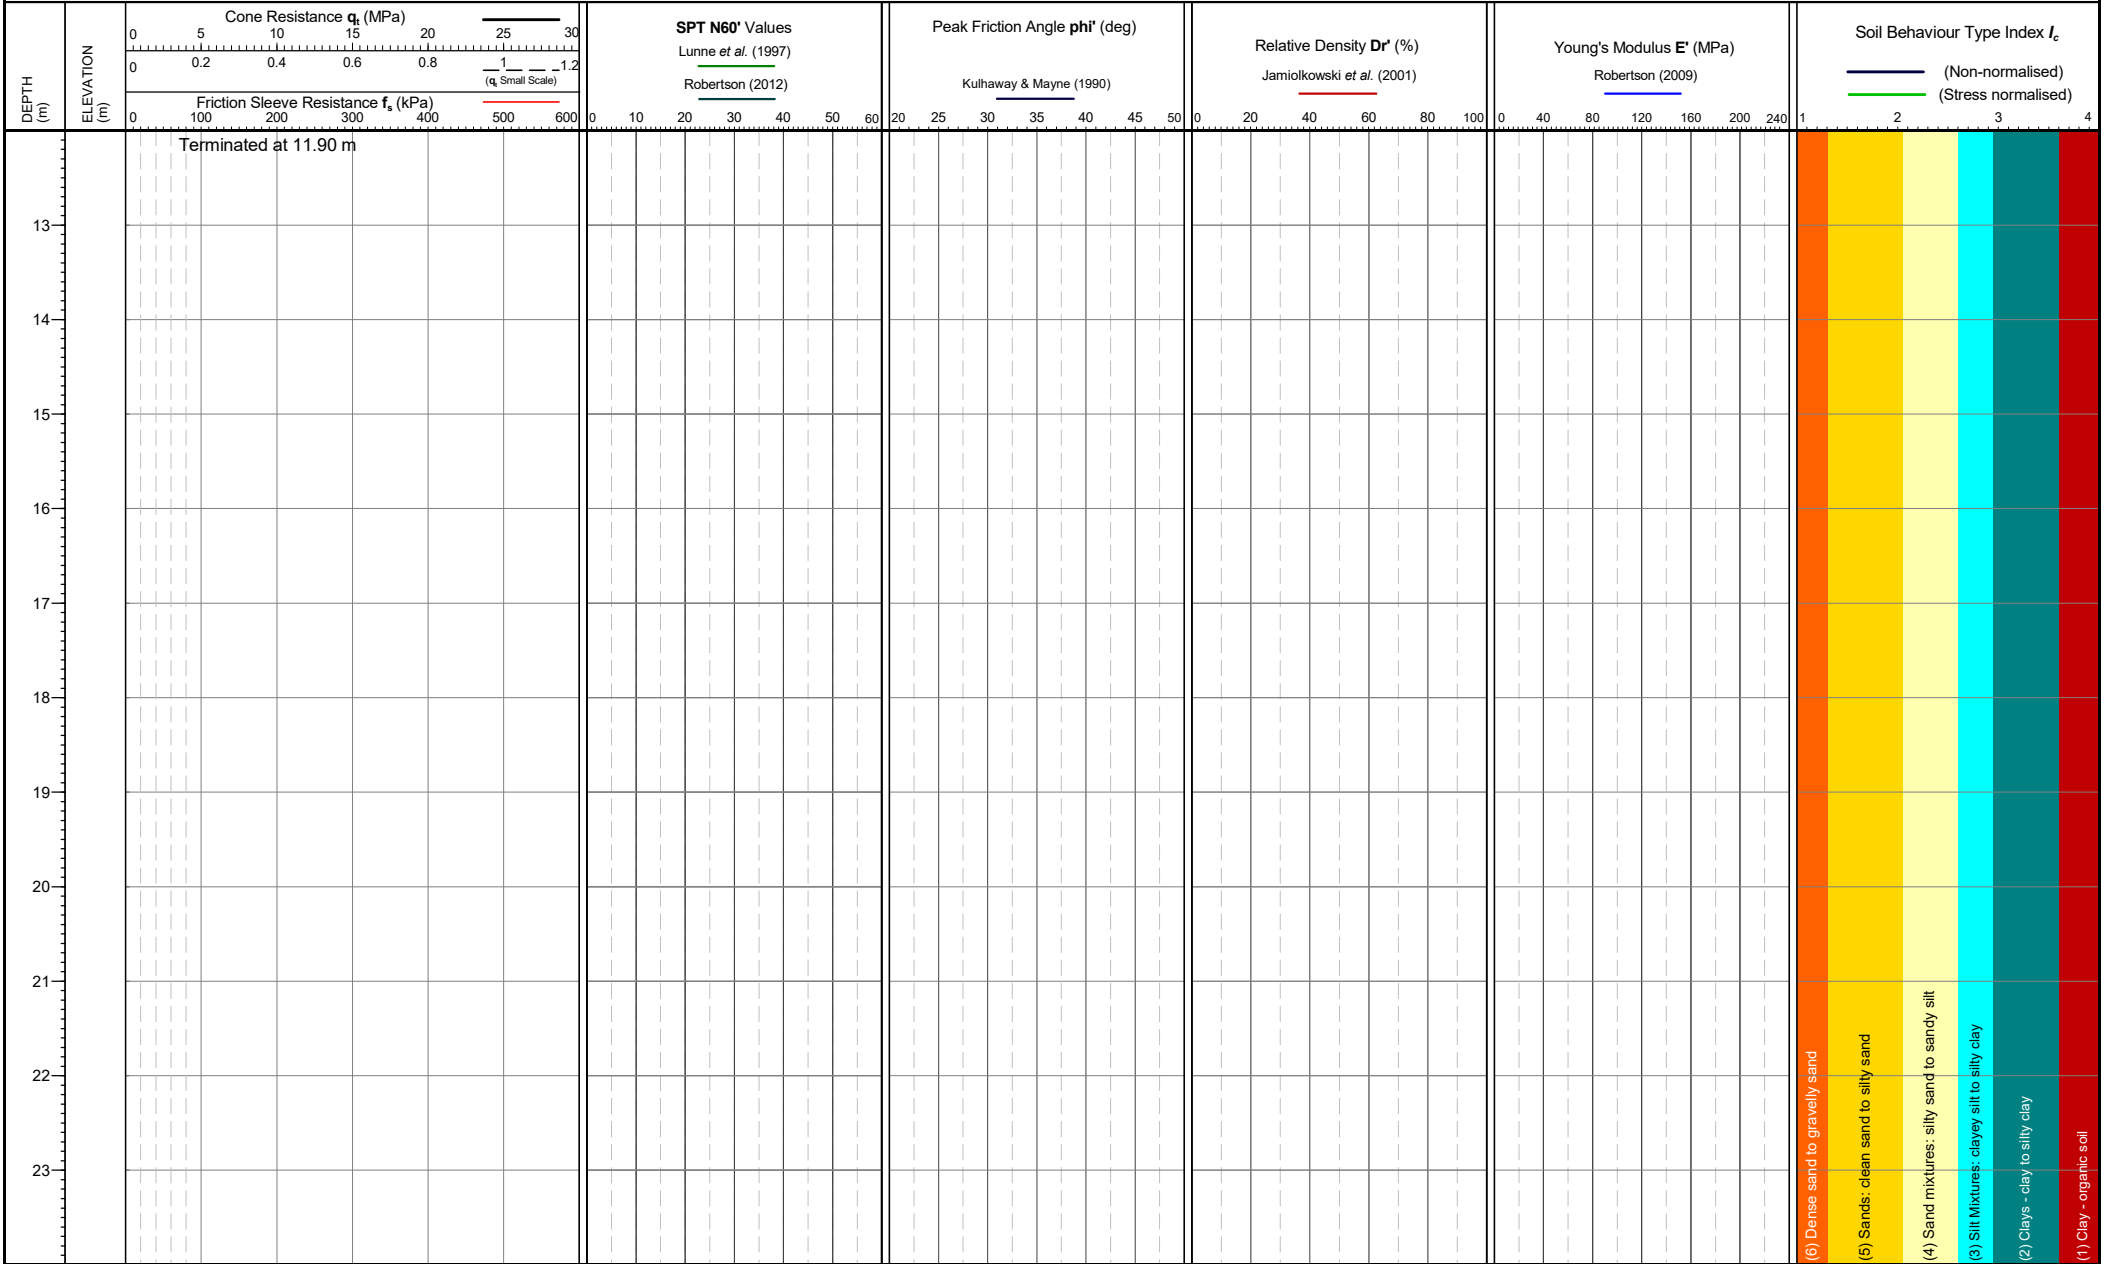 DEPTH
(m)
ELEVATION
(m)
Cone Resistance qt (MPa)
0 5 10 15 20 25 30
0 0.2 0.4 0.6 0.8 1 1.2
(qt Small Scale)
Friction Sleeve Resistance fs (kPa)
0 100 200 300 400 500 600
SPT N60' Values
Lunne et al. (1997)
Robertson (2012)
0 10 20 30 40 50 60
Peak Friction Angle phi' (deg)
Kulhaway & Mayne (1990)
20 25 30 35 40 45 50
Relative Density Dr' (%)
Jamiolkowski et al. (2001)
0 20 40 60 80 100
Young's Modulus E' (MPa)
Robertson (2009)
0 40 80 120 160 200 240
Soil Behaviour Type Index Ic
(Non-normalised)
(Stress normalised)
1 2 3 4
Terminated at 11.90 m
13
14
15
16
17
18
19
20
21
22
23
(6) Dense sand to gravelly sand
(5) Sands: clean sand to silty sand
(4) Sand mixtures: silty sand to sandy silt
(3) Silt Mixtures: clayey silt to silty clay
(2) Clays - clay to silty clay
(1) Clay - organic soil